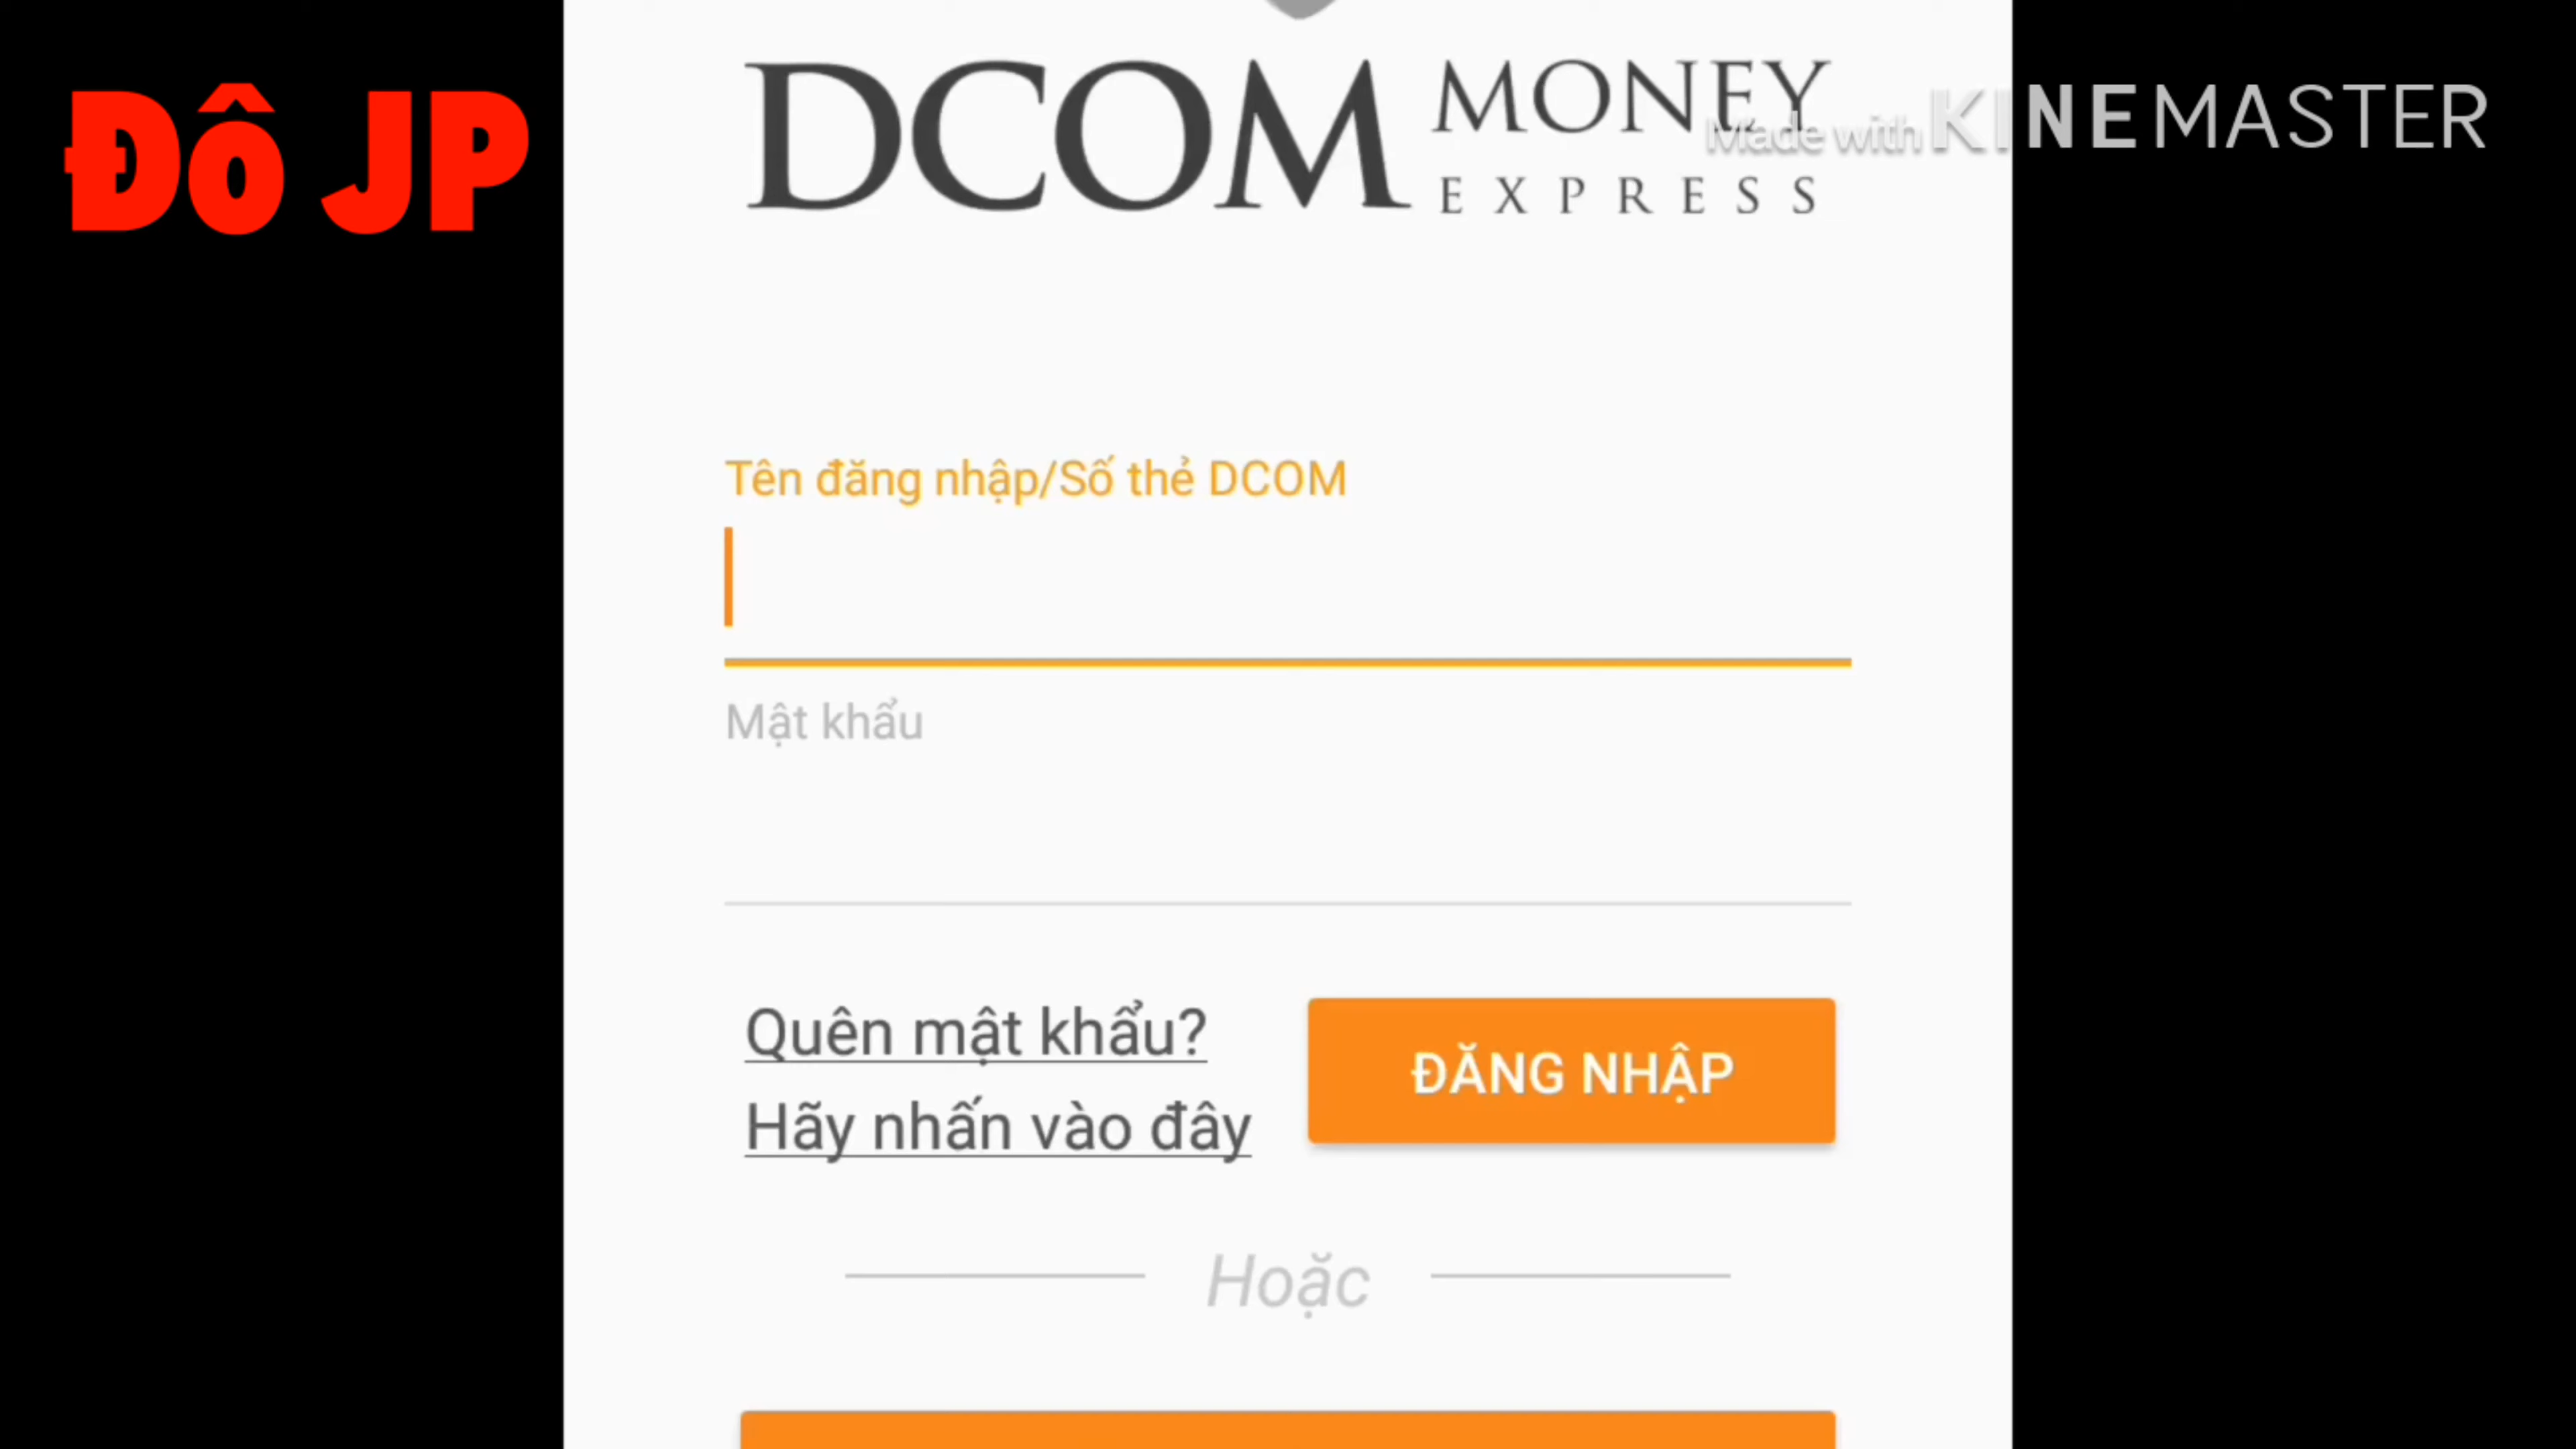 Đô JP
DCOM MONEY EXPRESS
Made with KINEMASTER
Tên đăng nhập/Số thẻ DCOM
Mật khẩu
Quên mật khẩu?
Hãy nhấn vào đây
ĐĂNG NHẬP
Hoặc